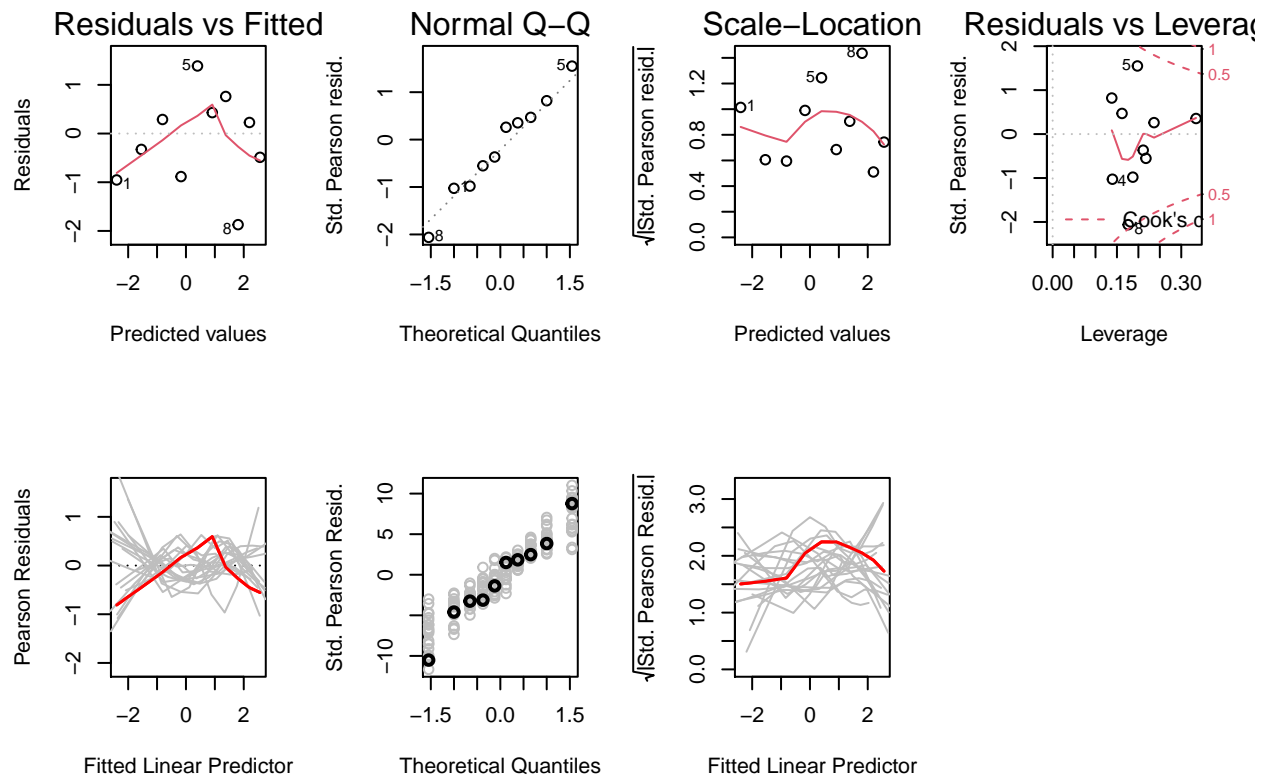 Residuals vs Fitted
Residuals
1
0
−1
−2
5
1
8
−2 0 2
Predicted values
Normal Q−Q
Std. Pearson resid.
1
0
−1
−2
5
1
8
−1.5 0.0 1.5
Theoretical Quantiles
Scale−Location
√|Std. Pearson resid.|
1.2
0.8
0.4
0.0
8
5
1
−2 0 2
Predicted values
Residuals vs Leverag
Std. Pearson resid.
2
1
0
−1
−2
5
4
8
1
0.5
0.5
1
Cook's d
0.00 0.15 0.30
Leverage
Pearson Residuals
1
0
−1
−2
−2 0 2
Fitted Linear Predictor
Std. Pearson Resid.
10
5
0
−10
−1.5 0.0 1.5
Theoretical Quantiles
√|Std. Pearson Resid.|
3.0
2.0
1.0
0.0
−2 0 2
Fitted Linear Predictor